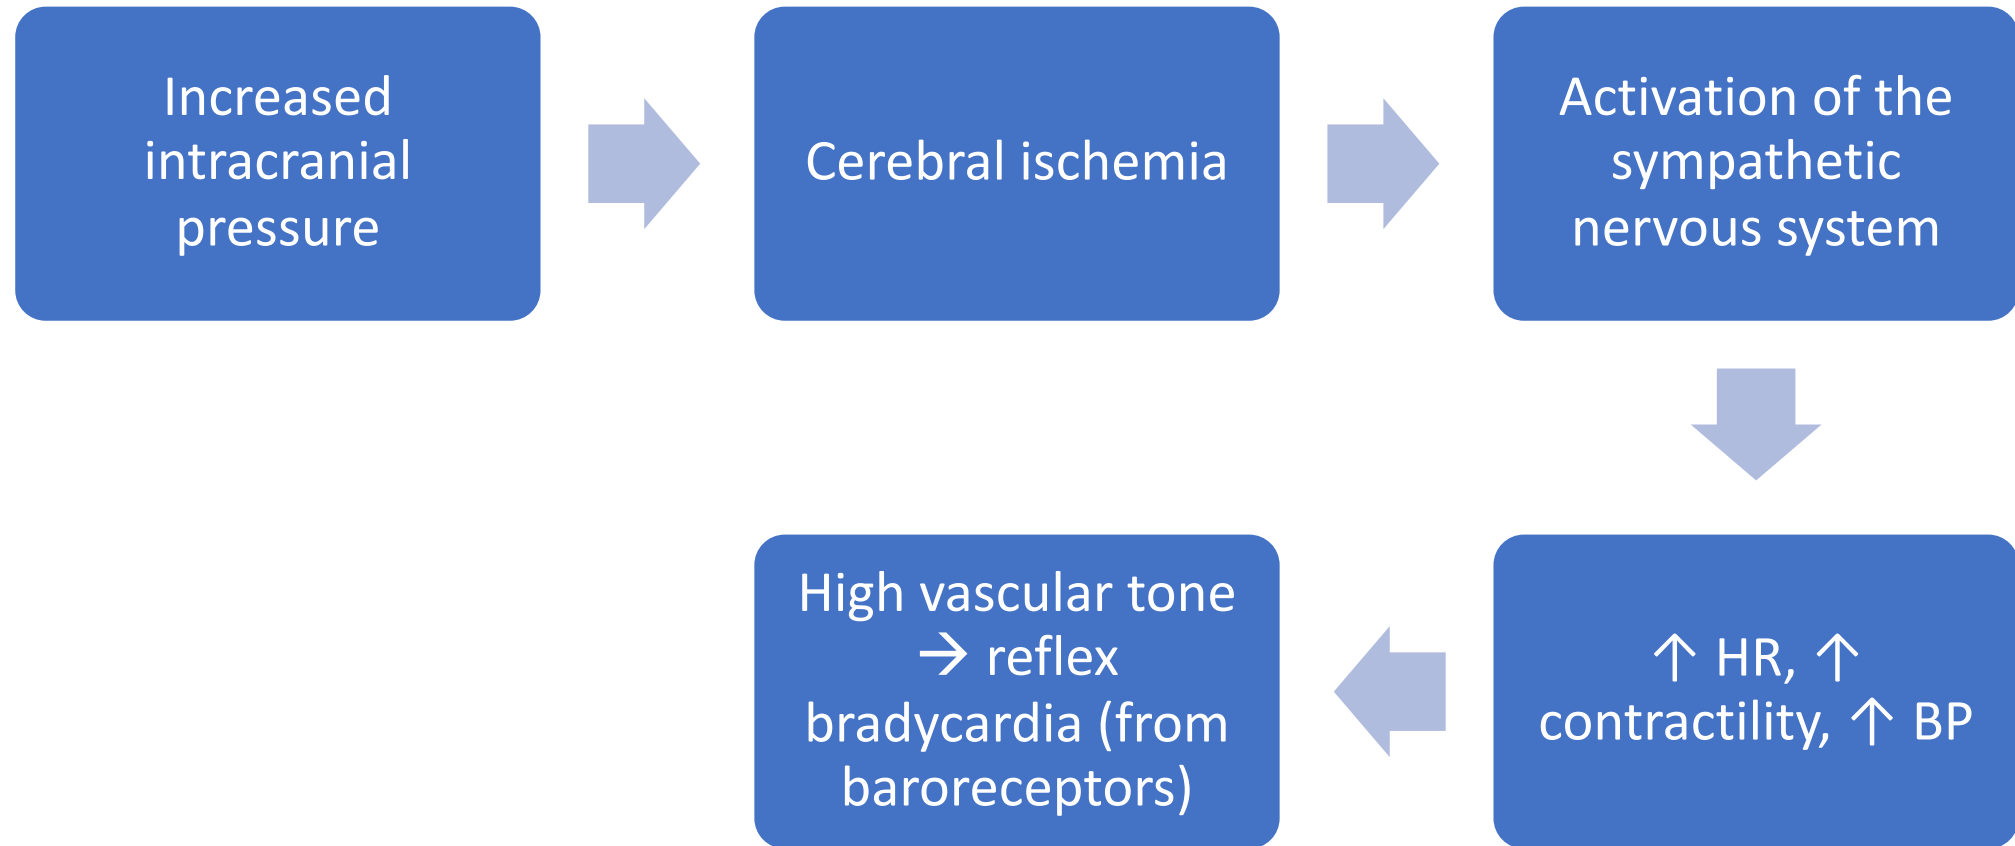 Increased
intracranial
pressure
Cerebral ischemia
Activation of the
sympathetic
nervous system
↑ HR, ↑
contractility, ↑ BP
High vascular tone
→ reflex
bradycardia (from
baroreceptors)